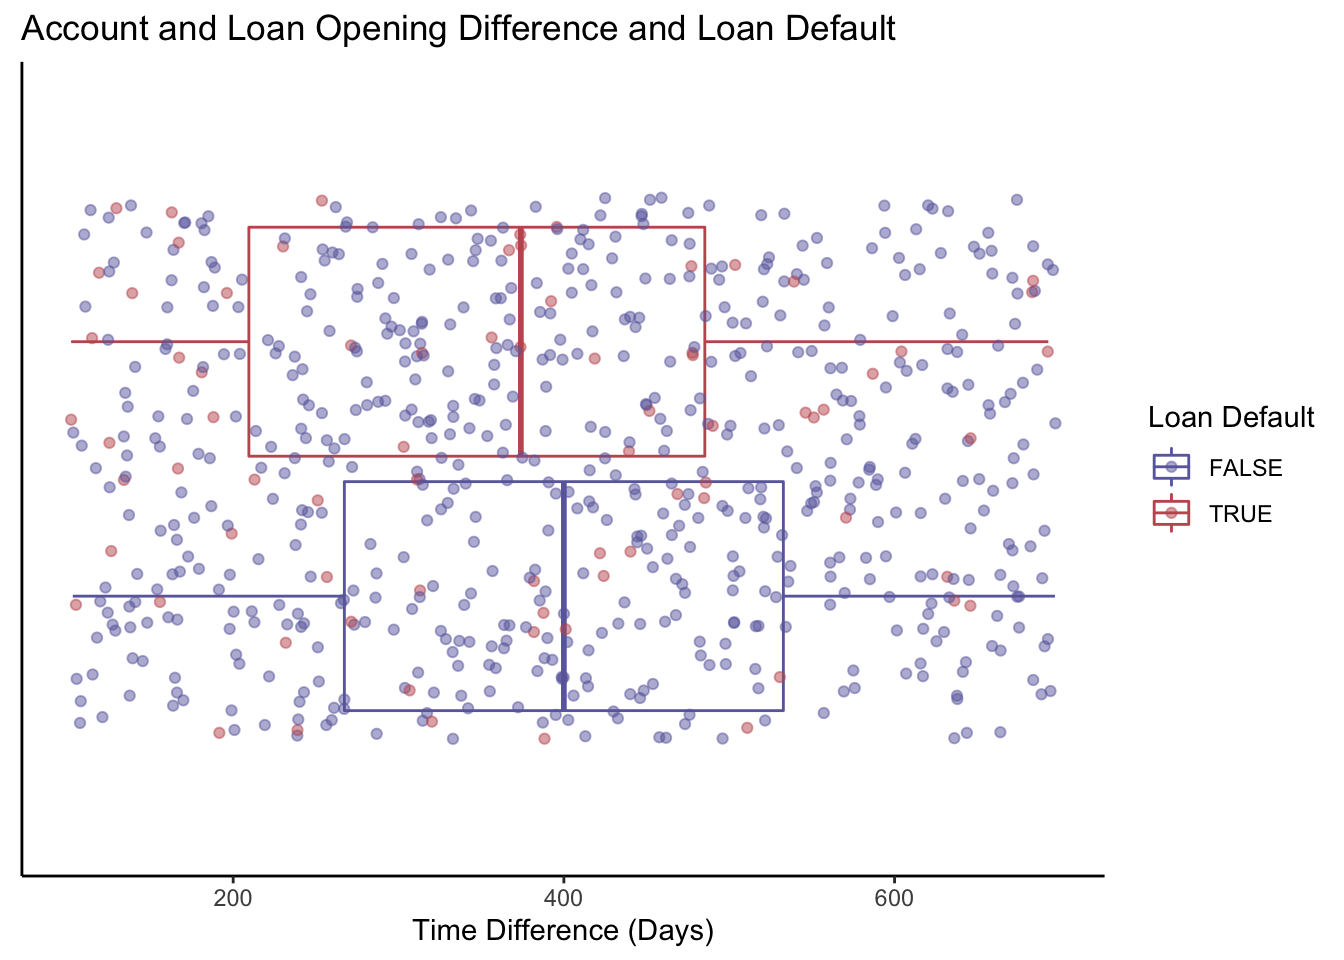 Account and Loan Opening Difference and Loan Default
Loan Default
FALSE
TRUE
200
400
600
Time Difference (Days)